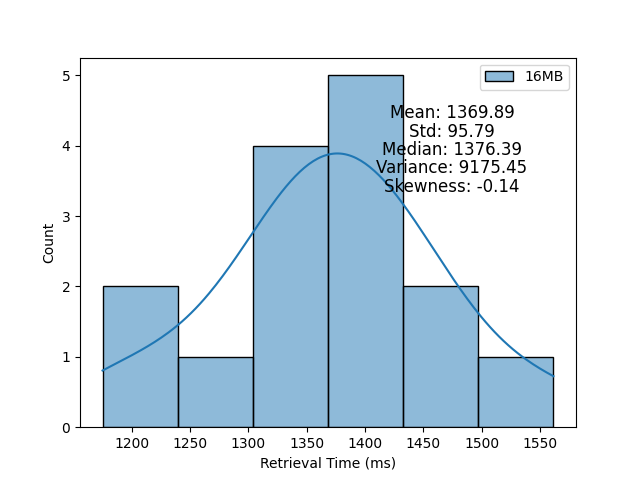 16MB
Mean: 1369.89
Std: 95.79
Median: 1376.39
Variance: 9175.45
Skewness: -0.14
Count
5
4
3
2
1
0
1200 1250 1300 1350 1400 1450 1500 1550
Retrieval Time (ms)